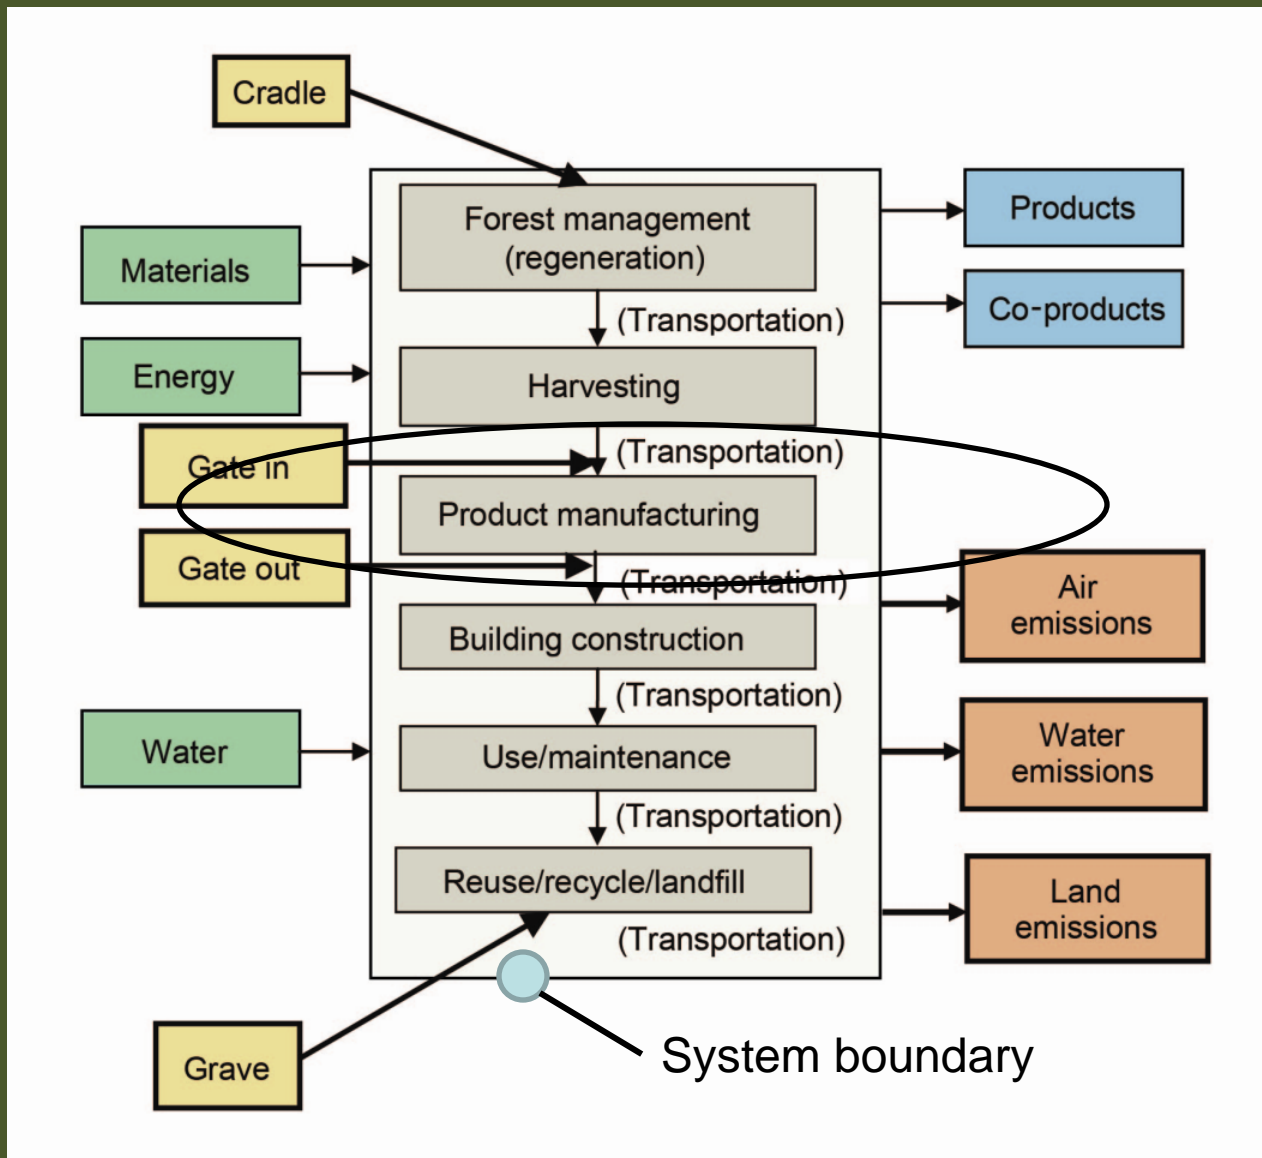 Cradle
Forest management
(regeneration)
Products
Materials
Co-products
(Transportation)
Energy
Harvesting
Gate in
(Transportation)
Product manufacturing
Gate out
(Transportation)
Air
emissions
Building construction
(Transportation)
Water
Use/maintenance
Water
emissions
(Transportation)
Reuse/recycle/landfill
Land
emissions
(Transportation)
System boundary
Grave